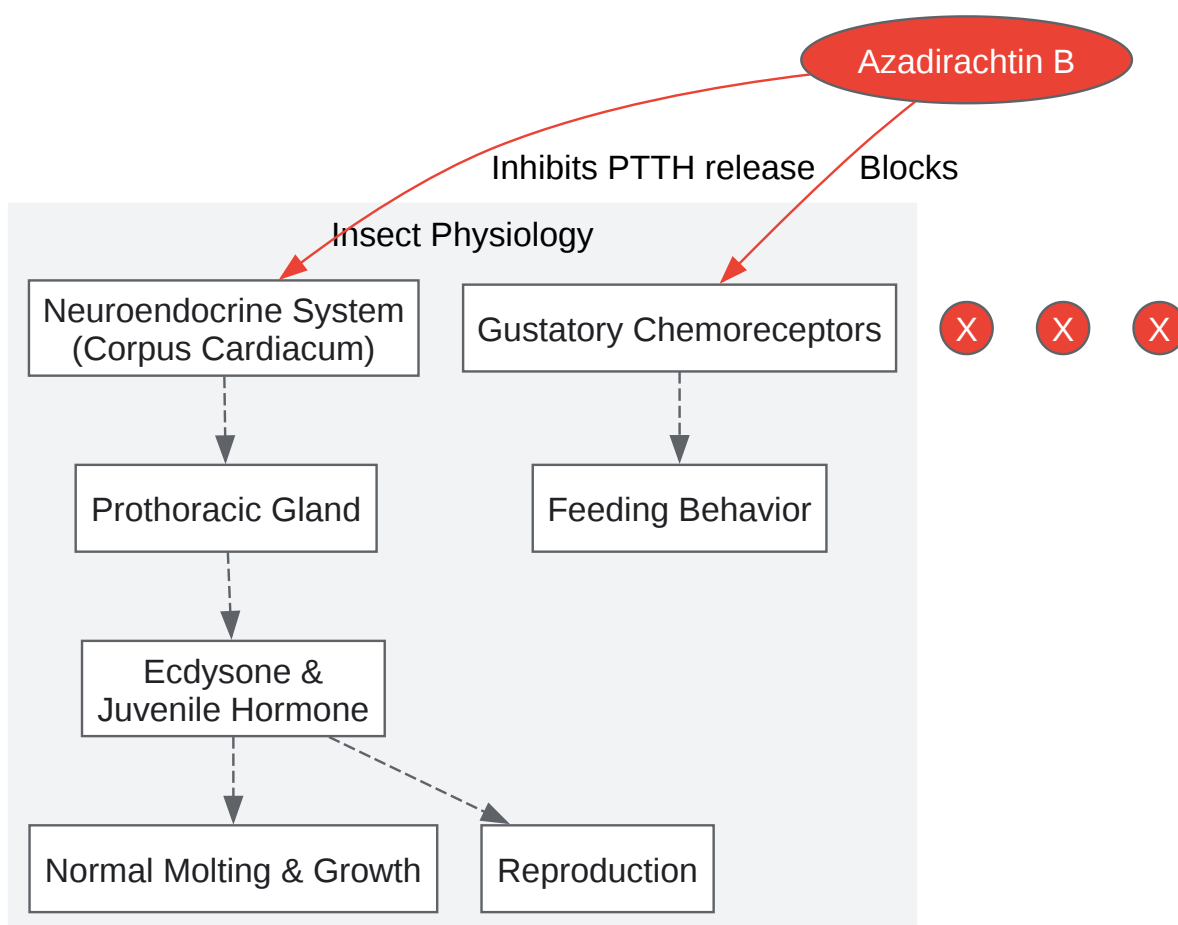 Azadirachtin B
Inhibits PTTH release
Blocks
Insect Physiology
Neuroendocrine System
(Corpus Cardiacum)
Gustatory Chemoreceptors
X
X
X
Prothoracic Gland
Feeding Behavior
Ecdysone &
Juvenile Hormone
Normal Molting & Growth
Reproduction